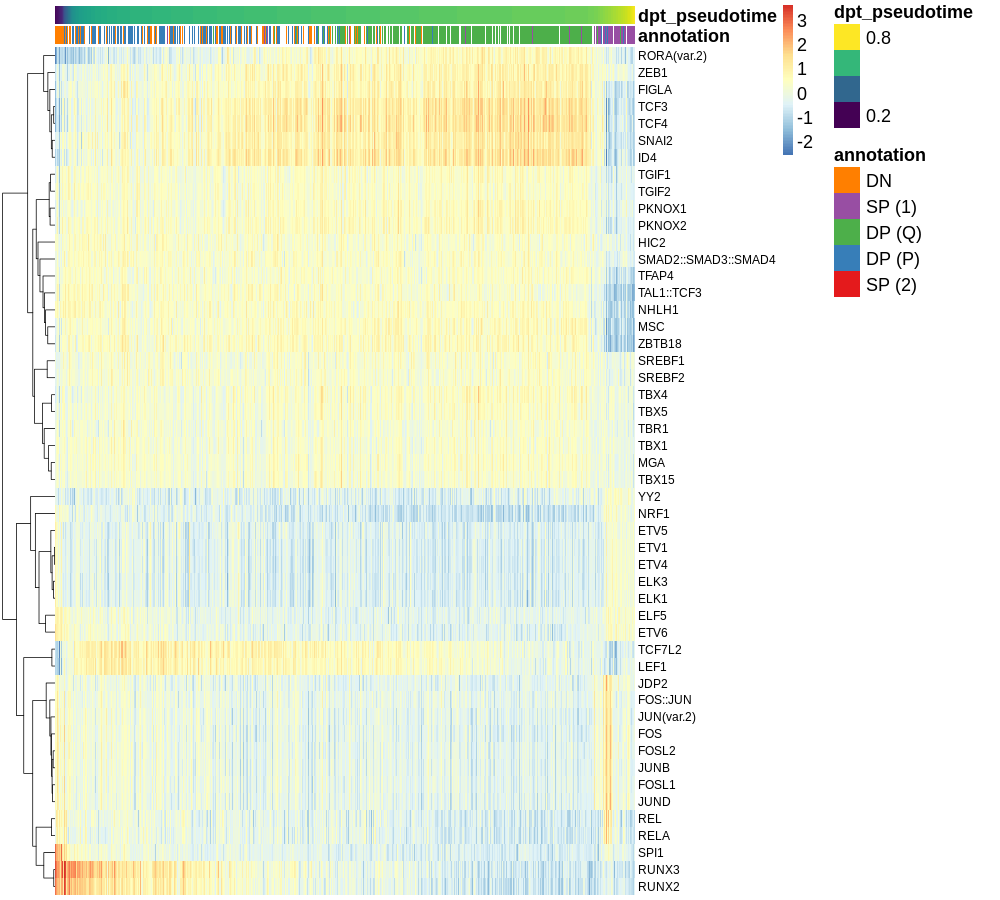 dpt_pseudotime
annotation
RORA(var.2)
ZEB1
FIGLA
TCF3
TCF4
SNAI2
ID4
TGIF1
TGIF2
PKNOX1
PKNOX2
HIC2
SMAD2::SMAD3::SMAD4
TFAP4
TAL1::TCF3
NHLH1
MSC
ZBTB18
SREBF1
SREBF2
TBX4
TBX5
TBR1
TBX1
MGA
TBX15
YY2
NRF1
ETV5
ETV1
ETV4
ELK3
ELK1
ELF5
ETV6
TCF7L2
LEF1
JDP2
FOS::JUN
JUN(var.2)
FOS
FOSL2
JUNB
FOSL1
JUND
REL
RELA
SPI1
RUNX3
RUNX2
3
2
1
0
-1
-2
dpt_pseudotime
0.8
0.2
annotation
DN
SP (1)
DP (Q)
DP (P)
SP (2)